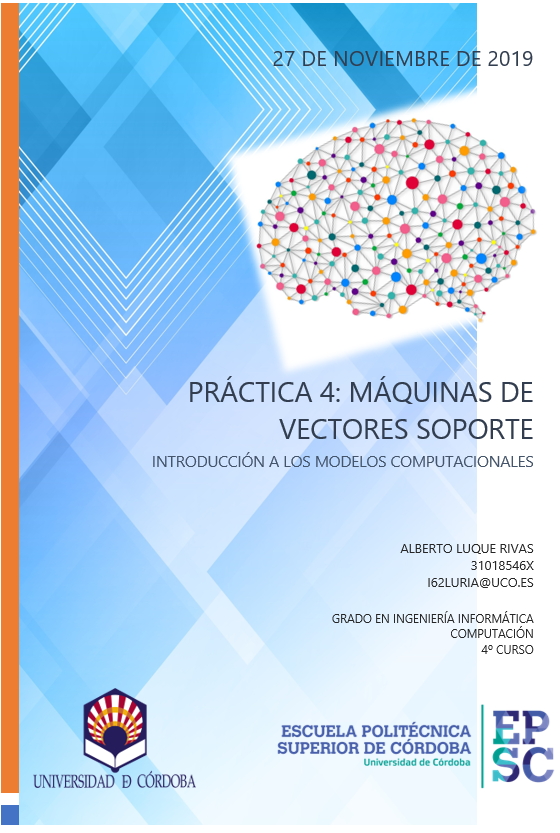 27 DE NOVIEMBRE DE 2019
PRÁCTICA 4: MÁQUINAS DE
VECTORES SOPORTE
INTRODUCCIÓN A LOS MODELOS COMPUTACIONALES
ALBERTO LUQUE RIVAS
31018546X
I62LURIA@UCO.ES
GRADO EN INGENIERÍA INFORMÁTICA
COMPUTACIÓN
4º CURSO
UNIVERSIDAD Ð CÓRDOBA
ESCUELA POLITÉCNICA
SUPERIOR DE CÓRDOBA
Universidad de Córdoba
EP
SC